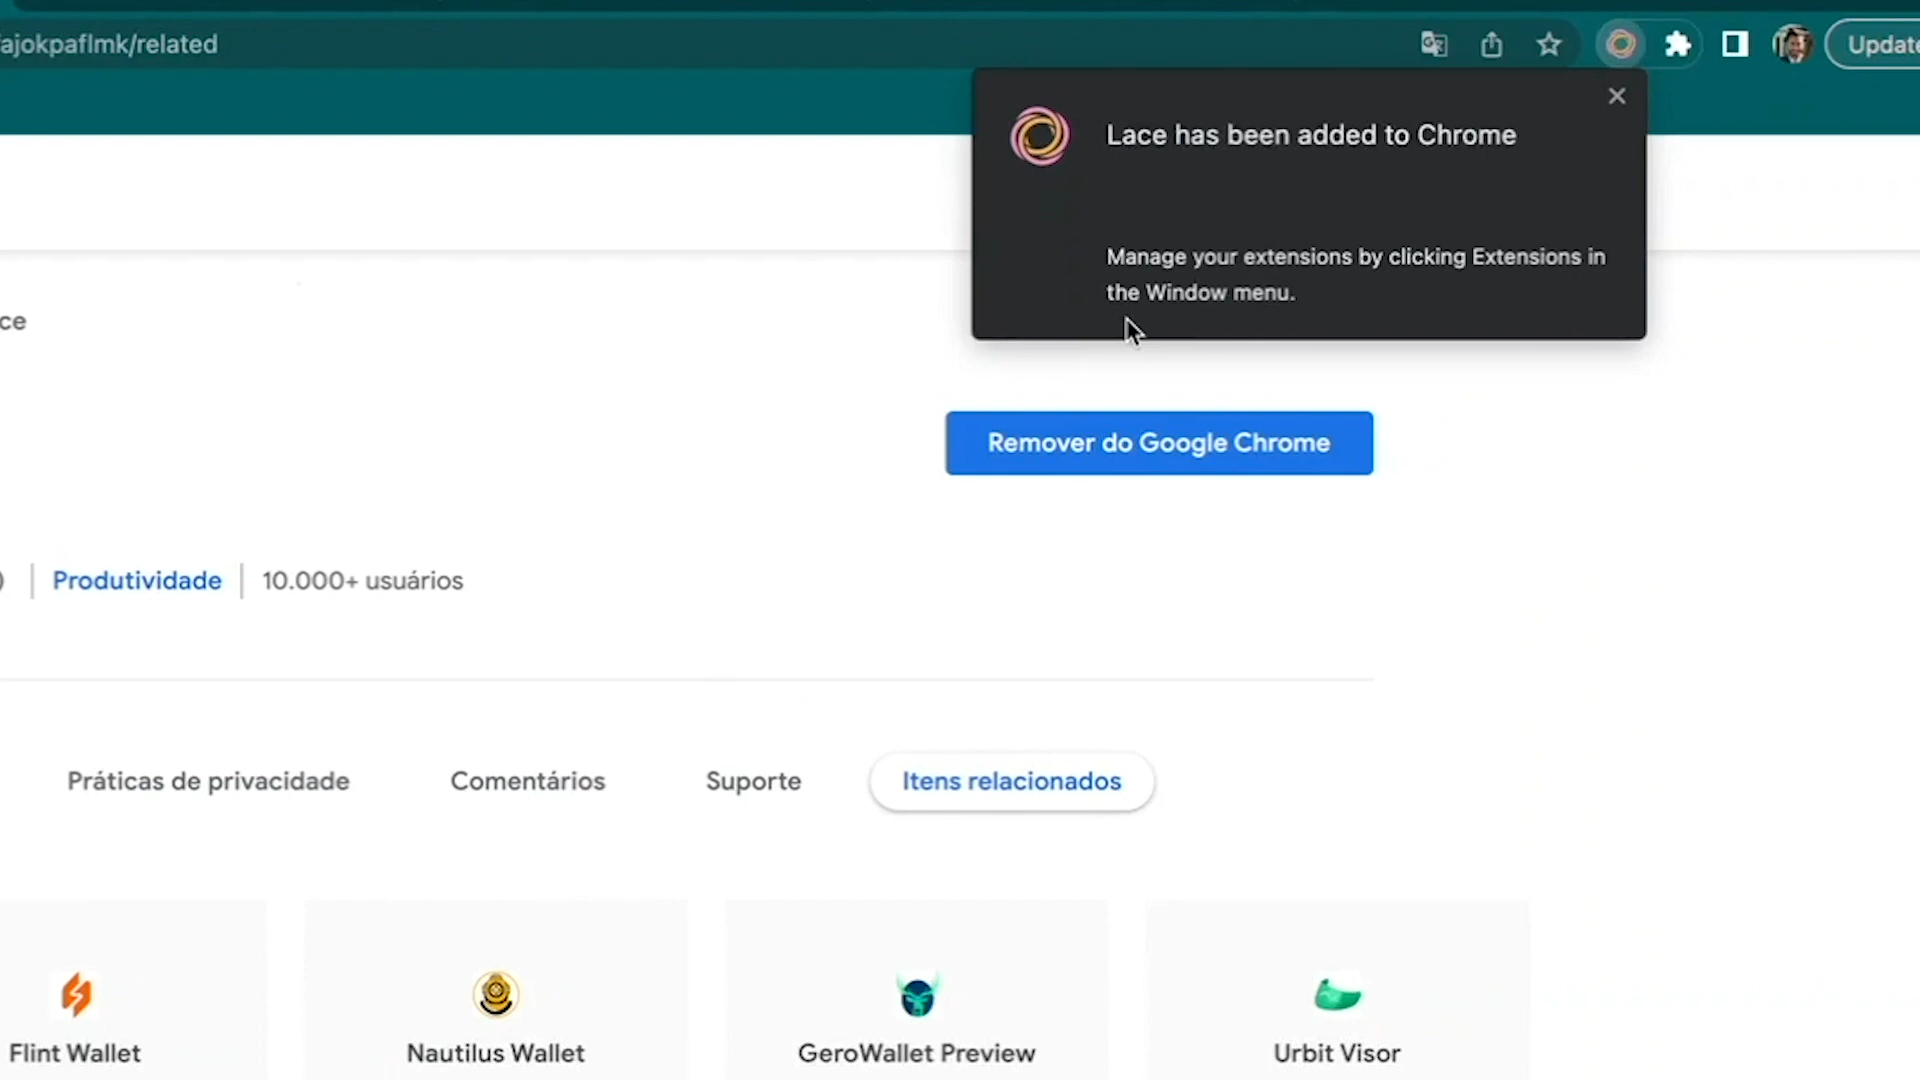 ajokpaflmk/related
Update
Lace has been added to Chrome
Manage your extensions by clicking Extensions in
the Window menu.
ce
Remover do Google Chrome
Produtividade
10.000+ usuários
Práticas de privacidade
Comentários
Suporte
Itens relacionados
Flint Wallet
Nautilus Wallet
GeroWallet Preview
Urbit Visor